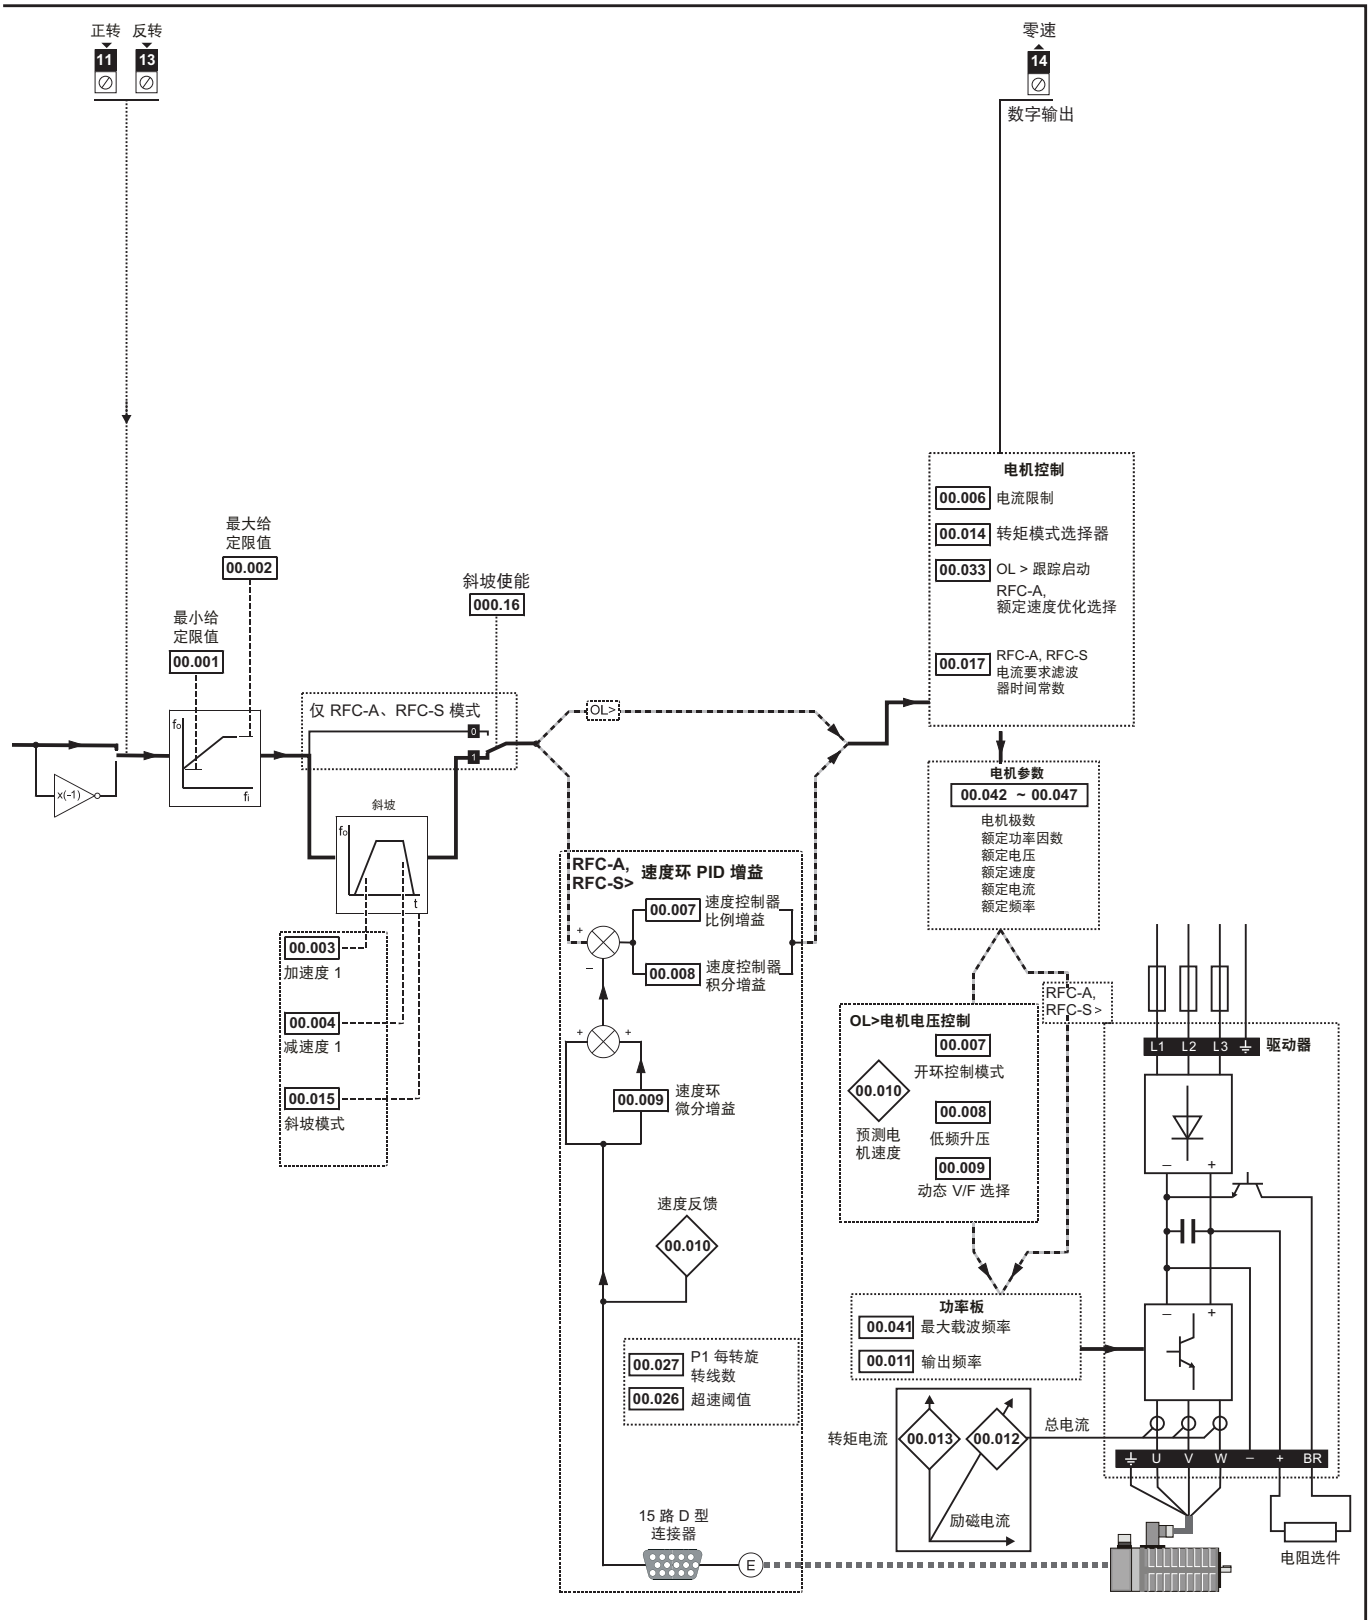 正转 反转
11 13
零速
14
数字输出
最大给
定限值
00.002
最小给
定限值
00.001
斜坡使能
000.16
仅 RFC-A、RFC-S 模式
0
1
fo
fi
x(-1)
斜坡
fo
t
00.003
加速度 1
00.004
减速度 1
00.015
斜坡模式
OL>
RFC-A,
RFC-S>
速度环 PID 增益
00.007
速度控制器
比例增益
00.008
速度控制器
积分增益
+
−
+ +
00.009
速度环
微分增益
速度反馈
00.010
00.027
P1 每转旋
转线数
00.026 超速阈值
15 路 D 型
连接器
E
电机控制
00.006 电流限制
00.014 转矩模式选择器
00.033 OL > 跟踪启动
RFC-A,
额定速度优化选择
00.017
RFC-A, RFC-S
电流要求滤波
器时间常数
电机参数
00.042 ~ 00.047
电机极数
额定功率因数
额定电压
额定速度
额定电流
额定频率
RFC-A,
RFC-S >
OL>电机电压控制
00.007
开环控制模式
00.010
预测电
机速度
00.008
低频升压
00.009
动态 V/F 选择
功率板
00.041 最大载波频率
00.011 输出频率
转矩电流
00.013 00.012
总电流
励磁电流
L1 L2 L3
驱动器
− +
− +
U V W − + BR
电阻选件